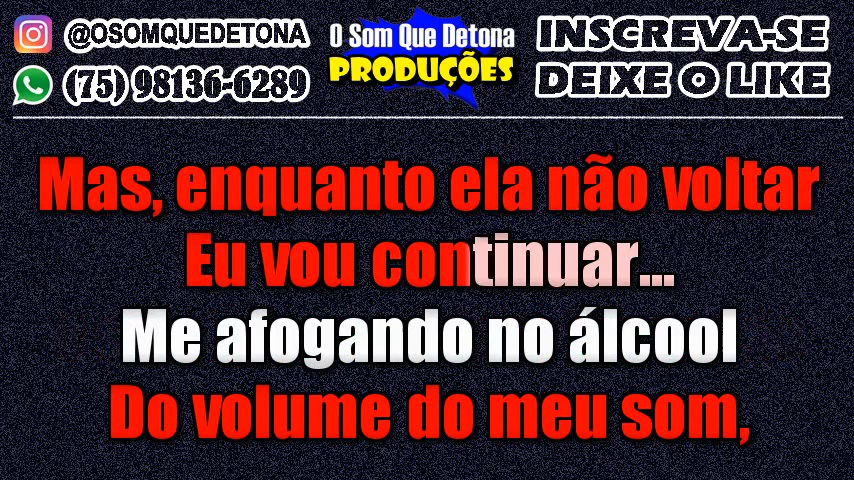 @OSOMQUEDETONA
(75) 98136-6289
O Som Que Detona
PRODUÇÕES
INSCREVA-SE
DEIXE O LIKE
Mas, enquanto ela não voltar
Eu vou continuar...
Me afogando no álcool
Do volume do meu som,